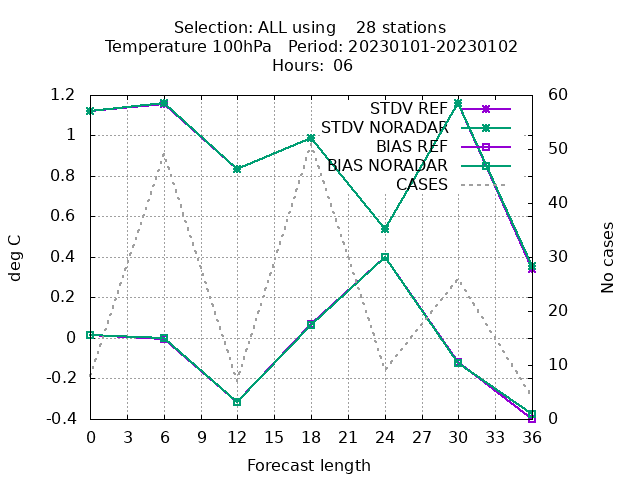 Selection: ALL using    28 stations
Temperature 100hPa   Period: 20230101-20230102
Hours:  06
STDV REF
STDV NORADAR
BIAS REF
BIAS NORADAR
CASES
1.2
1
0.8
0.6
0.4
0.2
0
-0.2
-0.4
deg C
60
50
40
30
20
10
0
No cases
0 3 6 9 12 15 18 21 24 27 30 33 36
Forecast length